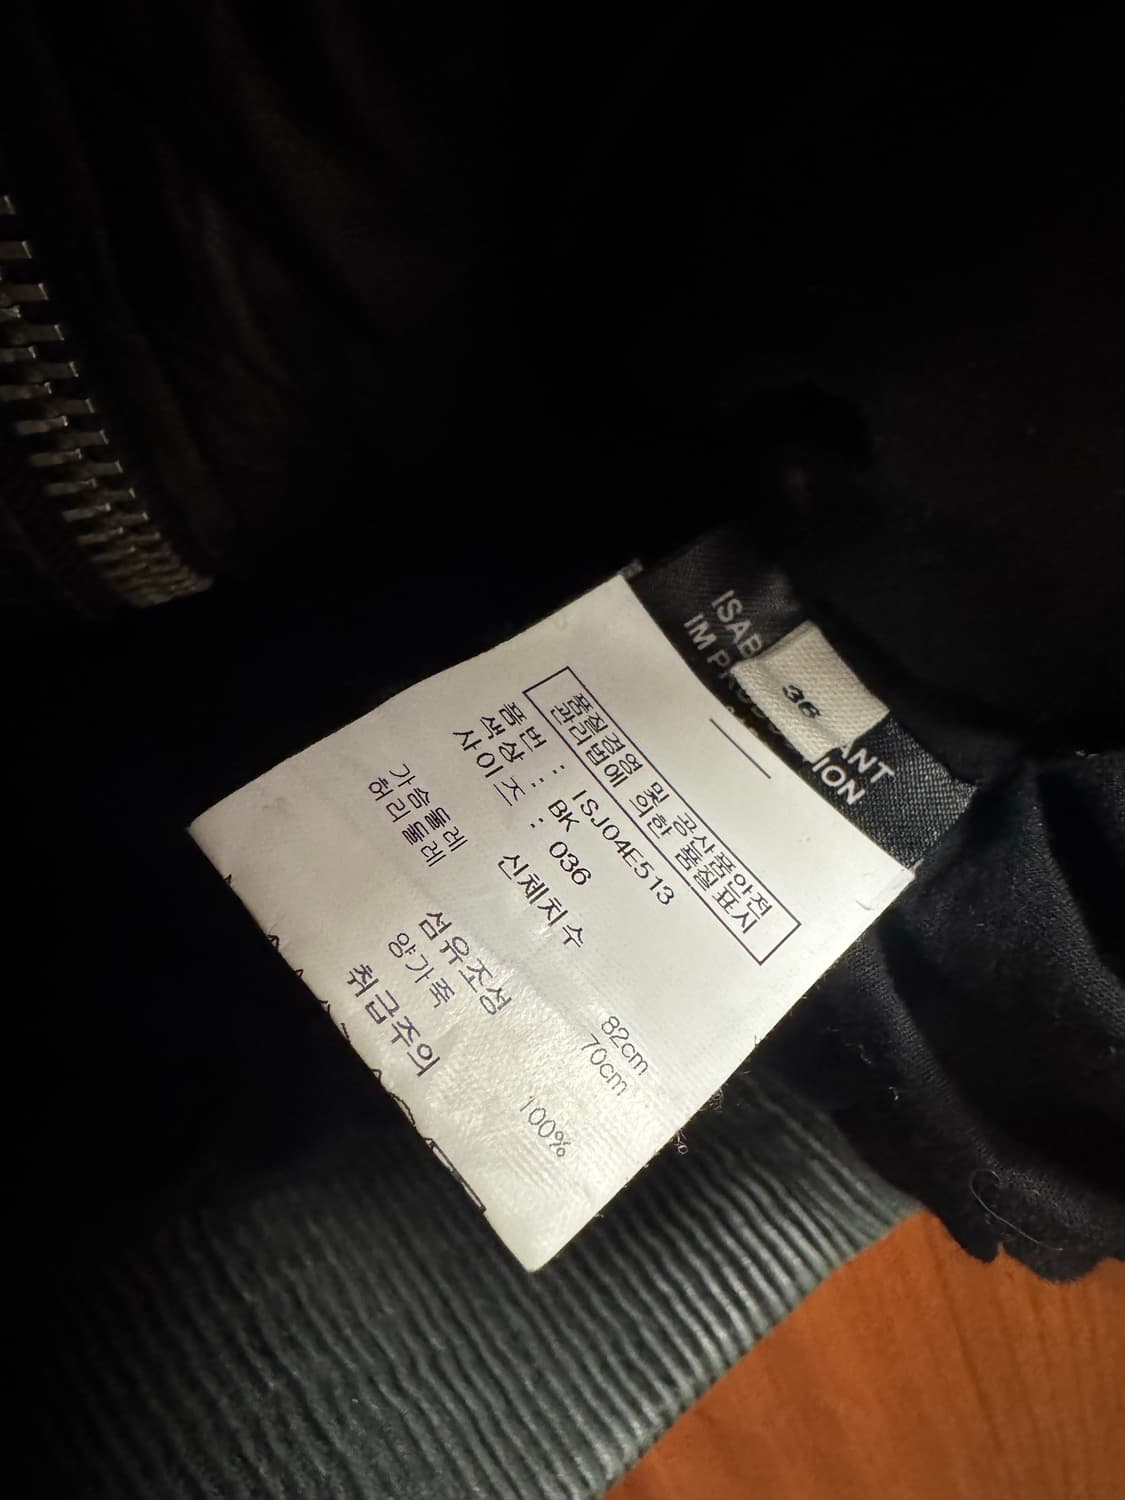 ISAB ANT
IM PRODUCTION
36
품질경영 및 공산품안전
관리법에 의한 품질표시
품번 : ISJ04E513
색상 : BK
사이즈 : 036
신체치수
가슴둘레 82cm
허리둘레 70cm
섬유조성
양가죽 100%
취급주의